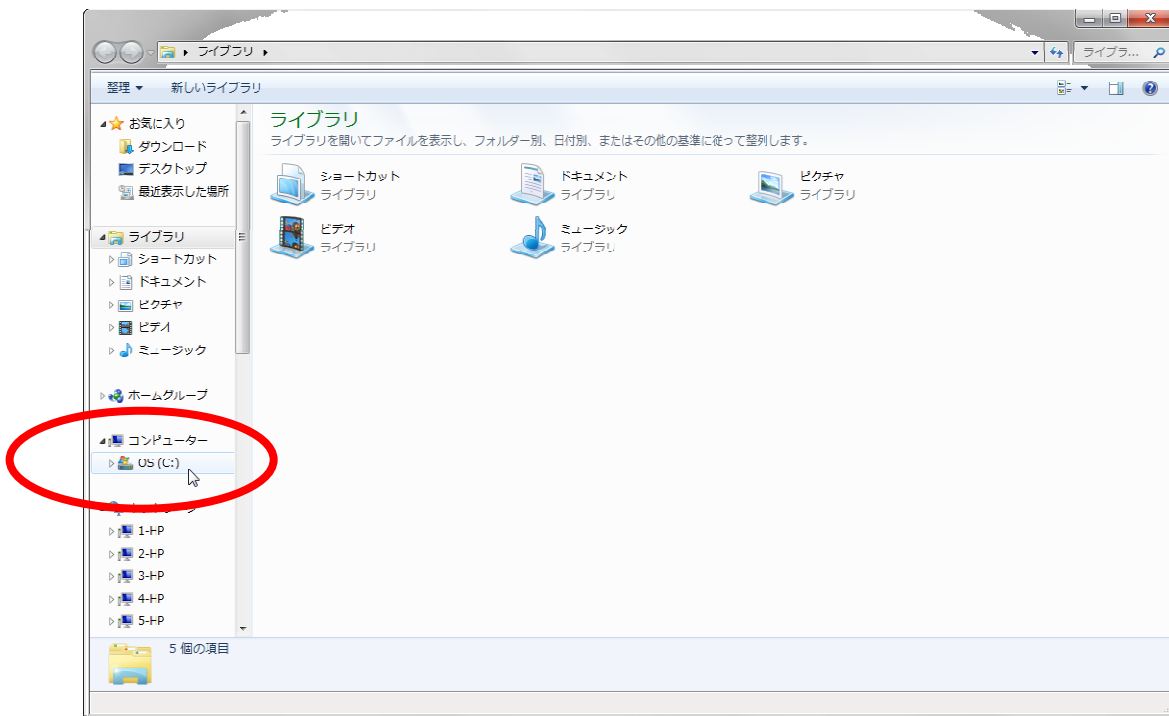 ライブラリ
ライブラ...
整理
新しいライブラリ
お気に入り
ダウンロード
デスクトップ
最近表示した場所
ライブラリ
ショートカット
ドキュメント
ピクチャ
ビデオ
ミュージック
ホームグループ
コンピューター
OS (C:)
1-HP
2-HP
3-HP
4-HP
5-HP
ライブラリ
ライブラリを開いてファイルを表示し、フォルダー別、日付別、またはその他の基準に従って整列します。
ショートカット
ライブラリ
ドキュメント
ライブラリ
ピクチャ
ライブラリ
ビデオ
ライブラリ
ミュージック
ライブラリ
5 個の項目